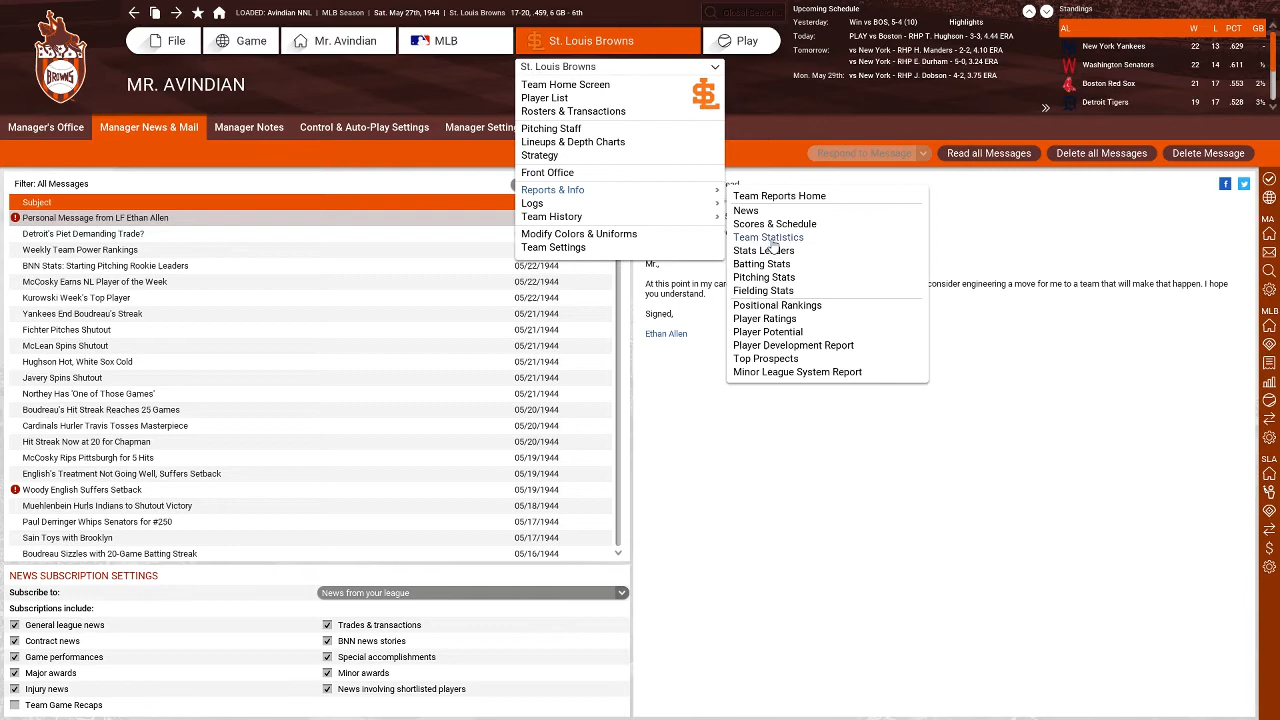 LOADED: Avindian NNL
MLB Season
Sat. May 27th, 1944
St. Louis Browns
17-20, .459, 6 GB - 6th
Global Search...
File
Game
Mr. Avindian
MLB
St. Louis Browns
Play
Upcoming Schedule
Yesterday: Win vs BOS, 5-4 (10) Highlights
Today: PLAY vs Boston - RHP T. Hughson - 3-3, 4.44 ERA
Tomorrow: vs New York - RHP H. Manders - 2-2, 4.10 ERA
vs New York - RHP E. Durham - 5-0, 3.24 ERA
Mon. May 29th: vs New York - RHP J. Dobson - 4-2, 3.75 ERA
Standings
AL W L PCT GB
New York Yankees 22 13 .629 -
Washington Senators 22 14 .611 ½
Boston Red Sox 21 17 .553 2½
Detroit Tigers 19 17 .528 3½
BROWNS
MR. AVINDIAN
Manager's Office
Manager News & Mail
Manager Notes
Control & Auto-Play Settings
Manager Setting
St. Louis Browns
Team Home Screen
Player List
Rosters & Transactions
Pitching Staff
Lineups & Depth Charts
Strategy
Front Office
Reports & Info
Logs
Team History
Modify Colors & Uniforms
Team Settings
Team Reports Home
News
Scores & Schedule
Team Statistics
Stats Leaders
Batting Stats
Pitching Stats
Fielding Stats
Positional Rankings
Player Ratings
Player Potential
Player Development Report
Top Prospects
Minor League System Report
Respond to Message
Read all Messages
Delete all Messages
Delete Message
Filter: All Messages
Subject
Personal Message from LF Ethan Allen
Detroit's Piet Demanding Trade?
Weekly Team Power Rankings
BNN Stats: Starting Pitching Rookie Leaders 05/22/1944
McCosky Earns NL Player of the Week 05/22/1944
Kurowski Week's Top Player 05/22/1944
Yankees End Boudreau's Streak 05/21/1944
Fichter Pitches Shutout 05/21/1944
McLean Spins Shutout 05/21/1944
Hughson Hot, White Sox Cold 05/21/1944
Javery Spins Shutout 05/21/1944
Northey Has 'One of Those Games' 05/21/1944
Boudreau's Hit Streak Reaches 25 Games 05/20/1944
Cardinals Hurler Travis Tosses Masterpiece 05/20/1944
Hit Streak Now at 20 for Chapman 05/20/1944
McCosky Rips Pittsburgh for 5 Hits 05/19/1944
English's Treatment Not Going Well, Suffers Setback 05/19/1944
Woody English Suffers Setback 05/19/1944
Muehlenbein Hurls Indians to Shutout Victory 05/18/1944
Paul Derringer Whips Senators for #250 05/17/1944
Sain Toys with Brooklyn 05/17/1944
Boudreau Sizzles with 20-Game Batting Streak 05/16/1944
Mr.,
At this point in my car consider engineering a move for me to a team that will make that happen. I hope
you understand.
Signed,
Ethan Allen
NEWS SUBSCRIPTION SETTINGS
Subscribe to: News from your league
Subscriptions include:
General league news Trades & transactions
Contract news BNN news stories
Game performances Special accomplishments
Major awards Minor awards
Injury news News involving shortlisted players
Team Game Recaps
MA
MLB
SLA